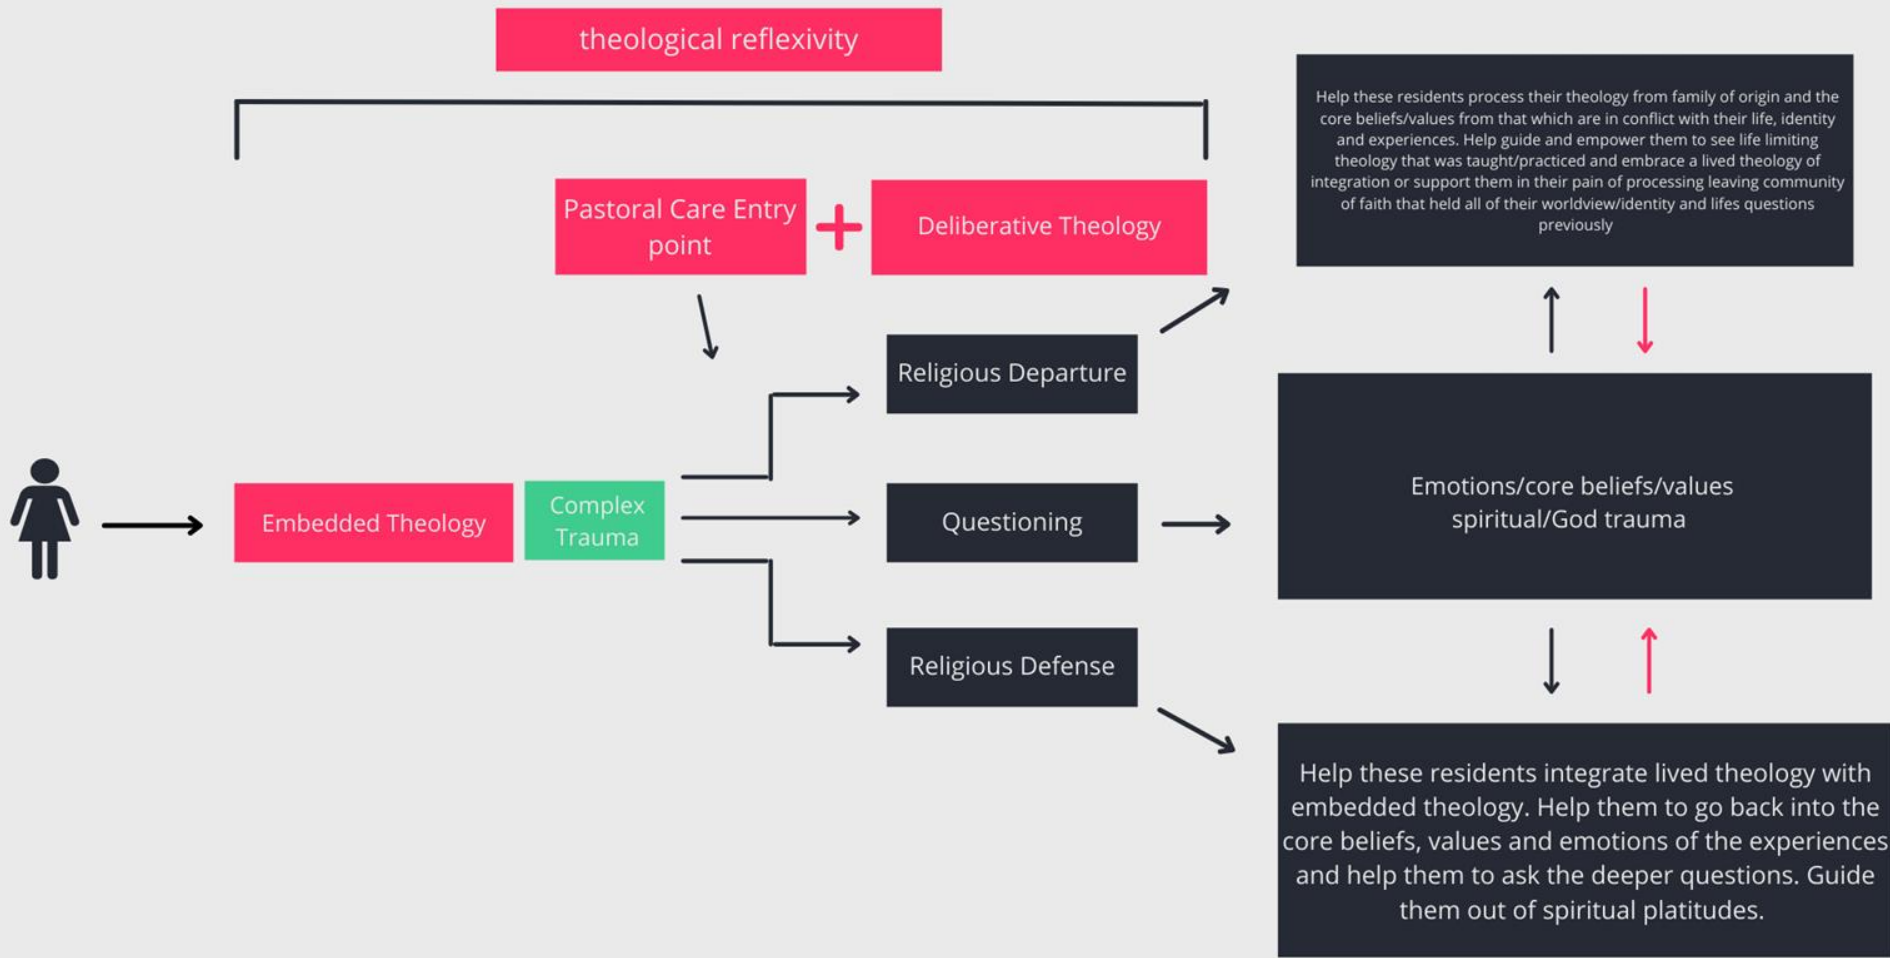 theological reflexivity
Help these residents process their theology from family of origin and the
core beliefs/values from that which are in conflict with their life, identity
and experiences. Help guide and empower them to see life limiting
theology that was taught/practiced and embrace a lived theology of
integration or support them in their pain of processing leaving community
of faith that held all of their worldview/identity and lifes questions
previously
Pastoral Care Entry
point
+
Deliberative Theology
Religious Departure
Embedded Theology
Complex
Trauma
Questioning
Emotions/core beliefs/values
spiritual/God trauma
Religious Defense
Help these residents integrate lived theology with
embedded theology. Help them to go back into the
core beliefs, values and emotions of the experiences
and help them to ask the deeper questions. Guide
them out of spiritual platitudes.